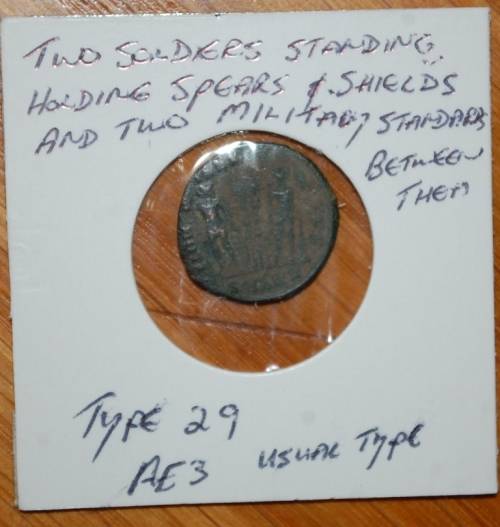 TWO SOLDIERS STANDING
HOLDING SPEARS & SHIELDS
AND TWO MILITARY STANDARDS
BETWEEN
THEM
TYPE 29
AE3 USUAL TYPE